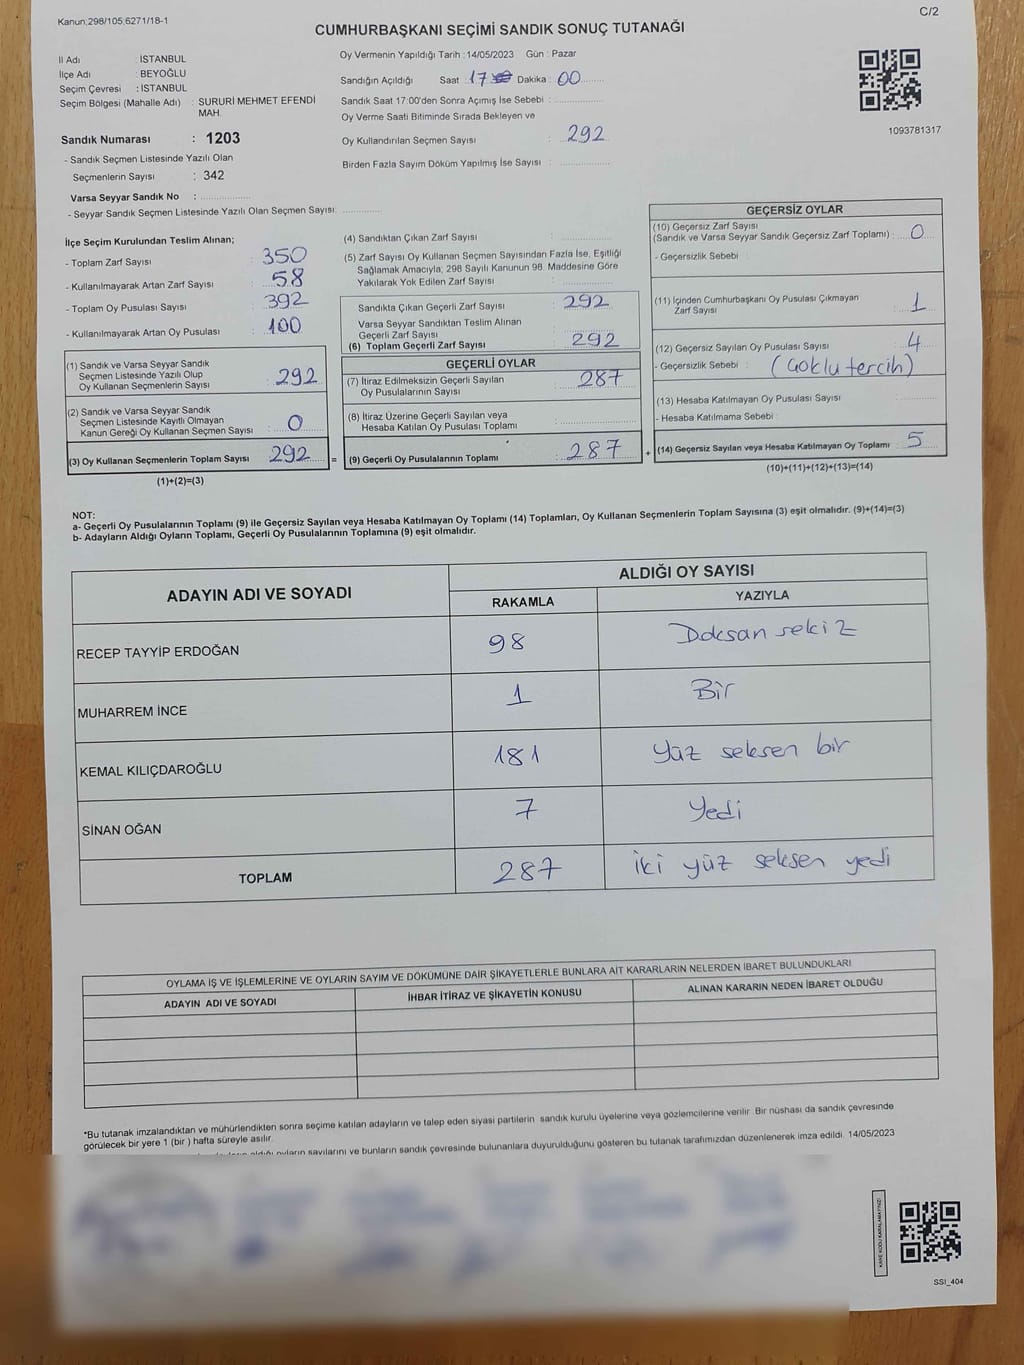 Kanun;298/105;6271/18-1
C/2
CUMHURBAŞKANI SEÇİMİ SANDIK SONUÇ TUTANAĞI
İl Adı : İSTANBUL
İlçe Adı : BEYOĞLU
Seçim Çevresi : İSTANBUL
Seçim Bölgesi (Mahalle Adı) : SURURİ MEHMET EFENDİ MAH.
Sandık Numarası : 1203
- Sandık Seçmen Listesinde Yazılı Olan
Seçmenlerin Sayısı : 342
Varsa Seyyar Sandık No :
- Seyyar Sandık Seçmen Listesinde Yazılı Olan Seçmen Sayısı:
Oy Vermenin Yapıldığı Tarih : 14/05/2023 Gün : Pazar
Sandığın Açıldığı Saat : 17 Dakika : 00
Sandık Saat 17:00'den Sonra Açımış İse Sebebi :
Oy Verme Saati Bitiminde Sırada Bekleyen ve
Oy Kullandırılan Seçmen Sayısı : 292
Birden Fazla Sayım Döküm Yapılmış İse Sayısı :
1093781317
İlçe Seçim Kurulundan Teslim Alınan;
- Toplam Zarf Sayısı : 350
- Kullanılmayarak Artan Zarf Sayısı : 58
- Toplam Oy Pusulası Sayısı : 392
- Kullanılmayarak Artan Oy Pusulası : 100
(1) Sandık ve Varsa Seyyar Sandık
Seçmen Listesinde Yazılı Olup
Oy Kullanan Seçmenlerin Sayısı : 292
(2) Sandık ve Varsa Seyyar Sandık
Seçmen Listesinde Kayıtlı Olmayan
Kanun Gereği Oy Kullanan Seçmen Sayısı : 0
(3) Oy Kullanan Seçmenlerin Toplam Sayısı : 292
(1)+(2)=(3)
(4) Sandıktan Çıkan Zarf Sayısı :
(5) Zarf Sayısı Oy Kullanan Seçmen Sayısından Fazla İse, Eşitliği
Sağlamak Amacıyla; 298 Sayılı Kanunun 98. Maddesine Göre
Yakılarak Yok Edilen Zarf Sayısı :
Sandıkta Çıkan Geçerli Zarf Sayısı : 292
Varsa Seyyar Sandıktan Teslim Alınan
Geçerli Zarf Sayısı :
(6) Toplam Geçerli Zarf Sayısı : 292
=
GEÇERLİ OYLAR
(7) İtiraz Edilmeksizin Geçerli Sayılan
Oy Pusulalarının Sayısı : 287
(8) İtiraz Üzerine Geçerli Sayılan veya
Hesaba Katılan Oy Pusulası Toplamı :
(9) Geçerli Oy Pusulalarının Toplamı : 287
+
GEÇERSİZ OYLAR
(10) Geçersiz Zarf Sayısı
(Sandık ve Varsa Seyyar Sandık Geçersiz Zarf Toplamı) : 0
- Geçersizlik Sebebi :
(11) İçinden Cumhurbaşkanı Oy Pusulası Çıkmayan
Zarf Sayısı : 1
(12) Geçersiz Sayılan Oy Pusulası Sayısı : 4
- Geçersizlik Sebebi : (Çoklu tercih)
(13) Hesaba Katılmayan Oy Pusulası Sayısı :
- Hesaba Katılmama Sebebi :
(14) Geçersiz Sayılan veya Hesaba Katılmayan Oy Toplamı : 5
(10)+(11)+(12)+(13)=(14)
NOT:
a- Geçerli Oy Pusulalarının Toplamı (9) ile Geçersiz Sayılan veya Hesaba Katılmayan Oy Toplamı (14) Toplamları, Oy Kullanan Seçmenlerin Toplam Sayısına (3) eşit olmalıdır. (9)+(14)=(3)
b- Adayların Aldığı Oyların Toplamı, Geçerli Oy Pusulalarının Toplamına (9) eşit olmalıdır.
ADAYIN ADI VE SOYADI
ALDIĞI OY SAYISI
RAKAMLA YAZIYLA
RECEP TAYYİP ERDOĞAN 98 Doksan sekiz
MUHARREM İNCE 1 Bir
KEMAL KILIÇDAROĞLU 181 Yüz seksen bir
SİNAN OĞAN 7 Yedi
TOPLAM 287 İki yüz seksen yedi
OYLAMA İŞ VE İŞLEMLERİNE VE OYLARIN SAYIM VE DÖKÜMÜNE DAİR ŞİKAYETLERLE BUNLARA AİT KARARLARIN NELERDEN İBARET BULUNDUKLARI
ADAYIN ADI VE SOYADI
İHBAR İTİRAZ VE ŞİKAYETİN KONUSU
ALINAN KARARIN NEDEN İBARET OLDUĞU
*Bu tutanak imzalandıktan ve mühürlendikten sonra seçime katılan adayların ve talep eden siyasi partilerin sandık kurulu üyelerine veya gözlemcilerine verilir. Bir nüshası da sandık çevresinde
görülecek bir yere 1 (bir ) hafta süreyle asılır.
oyların sayılarını ve bunların sandık çevresinde bulunanlara duyurulduğunu gösteren bu tutanak tarafımızdan düzenlenerek imza edildi. 14/05/2023
KARE KODU KARALAMAYINIZ!
SSI_404